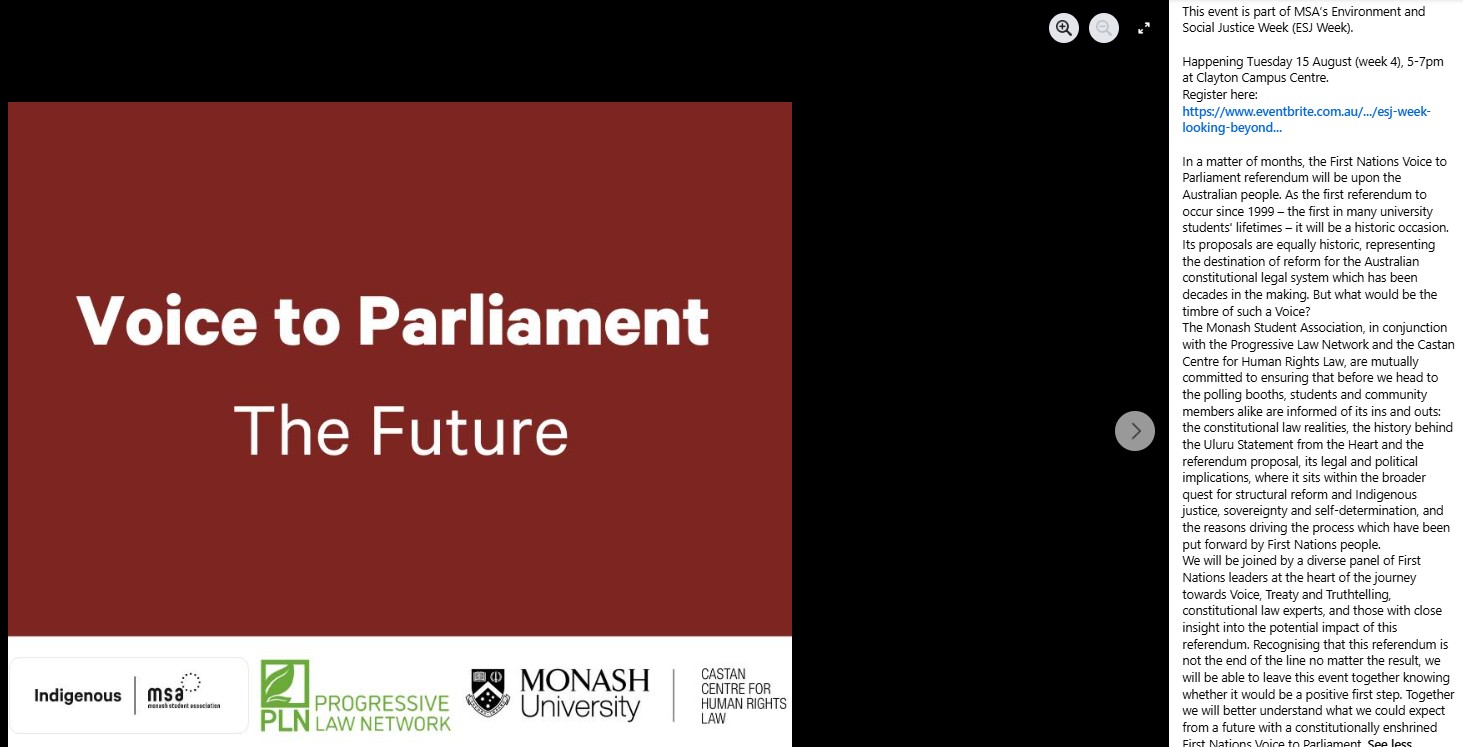 Voice to Parliament
The Future
Indigenous
msa
monash student association
PLN
PROGRESSIVE
LAW NETWORK
MONASH
University
CASTAN
CENTRE FOR
HUMAN RIGHTS
LAW
This event is part of MSA's Environment and
Social Justice Week (ESJ Week).
Happening Tuesday 15 August (week 4), 5-7pm
at Clayton Campus Centre.
Register here:
https://www.eventbrite.com.au/.../esj-week-
looking-beyond...
In a matter of months, the First Nations Voice to
Parliament referendum will be upon the
Australian people. As the first referendum to
occur since 1999 – the first in many university
students' lifetimes – it will be a historic occasion.
Its proposals are equally historic, representing
the destination of reform for the Australian
constitutional legal system which has been
decades in the making. But what would be the
timbre of such a Voice?
The Monash Student Association, in conjunction
with the Progressive Law Network and the Castan
Centre for Human Rights Law, are mutually
committed to ensuring that before we head to
the polling booths, students and community
members alike are informed of its ins and outs:
the constitutional law realities, the history behind
the Uluru Statement from the Heart and the
referendum proposal, its legal and political
implications, where it sits within the broader
quest for structural reform and Indigenous
justice, sovereignty and self-determination, and
the reasons driving the process which have been
put forward by First Nations people.
We will be joined by a diverse panel of First
Nations leaders at the heart of the journey
towards Voice, Treaty and Truthtelling,
constitutional law experts, and those with close
insight into the potential impact of this
referendum. Recognising that this referendum is
not the end of the line no matter the result, we
will be able to leave this event together knowing
whether it would be a positive first step. Together
we will better understand what we could expect
from a future with a constitutionally enshrined
First Nations Voice to Parliament. See less